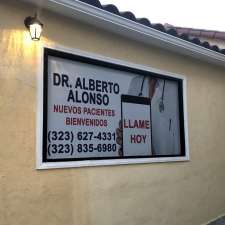 DR. ALBERTO
ALONSO
NUEVOS PACIENTES
BIENVENIDOS
(323) 627-4331
(323) 835-6980
LLAME
HOY